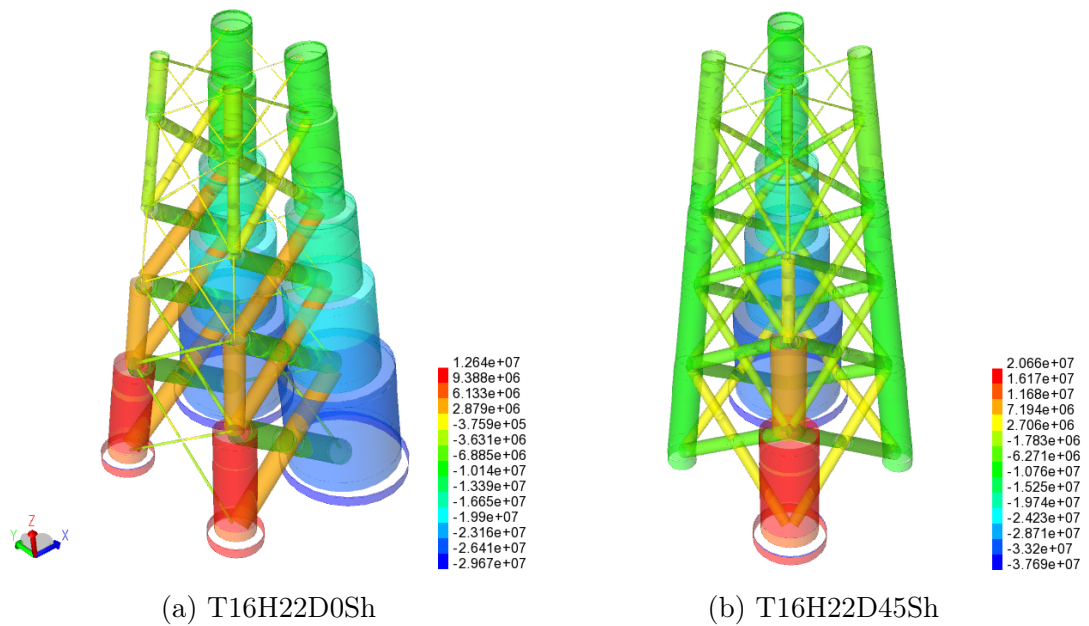 1.264e+07
9.388e+06
6.133e+06
2.879e+06
-3.759e+05
-3.631e+06
-6.885e+06
-1.014e+07
-1.339e+07
-1.665e+07
-1.99e+07
-2.316e+07
-2.641e+07
-2.967e+07
Z
Y
X
(a) T16H22D0Sh
2.066e+07
1.617e+07
1.168e+07
7.194e+06
2.706e+06
-1.783e+06
-6.271e+06
-1.076e+07
-1.525e+07
-1.974e+07
-2.423e+07
-2.871e+07
-3.32e+07
-3.769e+07
(b) T16H22D45Sh